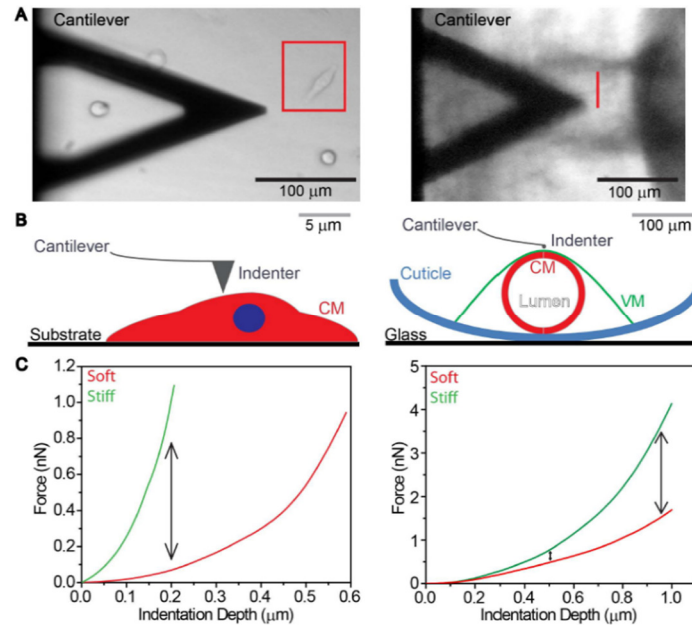 A
Cantilever
100 μm
Cantilever
100 μm
B
5 μm
Cantilever
Indenter
CM
Substrate
100 μm
Cantilever
Indenter
Cuticle
CM
Lumen
VM
Glass
C
Soft
Stiff
1.2
1.0
0.8
0.6
0.4
0.2
0.0
Force (nN)
0.0 0.1 0.2 0.3 0.4 0.5 0.6
Indentation Depth (μm)
Soft
Stiff
5
4
3
2
1
0
Force (nN)
0.0 0.2 0.4 0.6 0.8 1.0
Indentation Depth (μm)